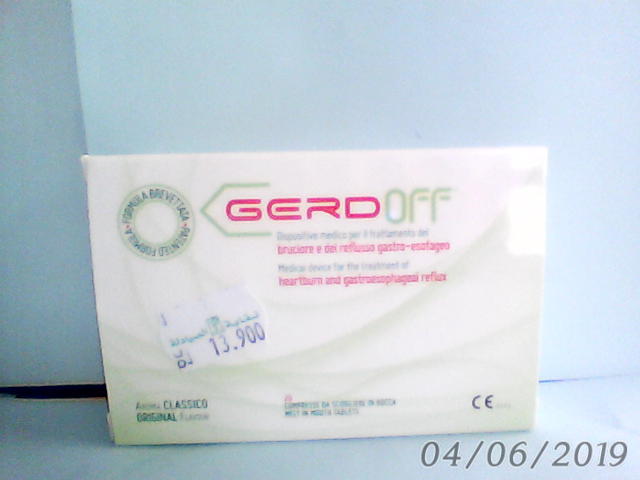 FORMULA BREVETTATA • PATENTED FORMULA •
GERDOFF
Dispositivo medico per il trattamento del
bruciore e del reflusso gastro-esofageo
Medical device for the treatment of
heartburn and gastroesophageal reflux
نقابة الصيادلة
13.900
Aroma CLASSICO
ORIGINAL Flavour
COMPRESSE DA SCIOGLIERE IN BOCCA
MELT IN MOUTH TABLETS
CE
04/06/2019